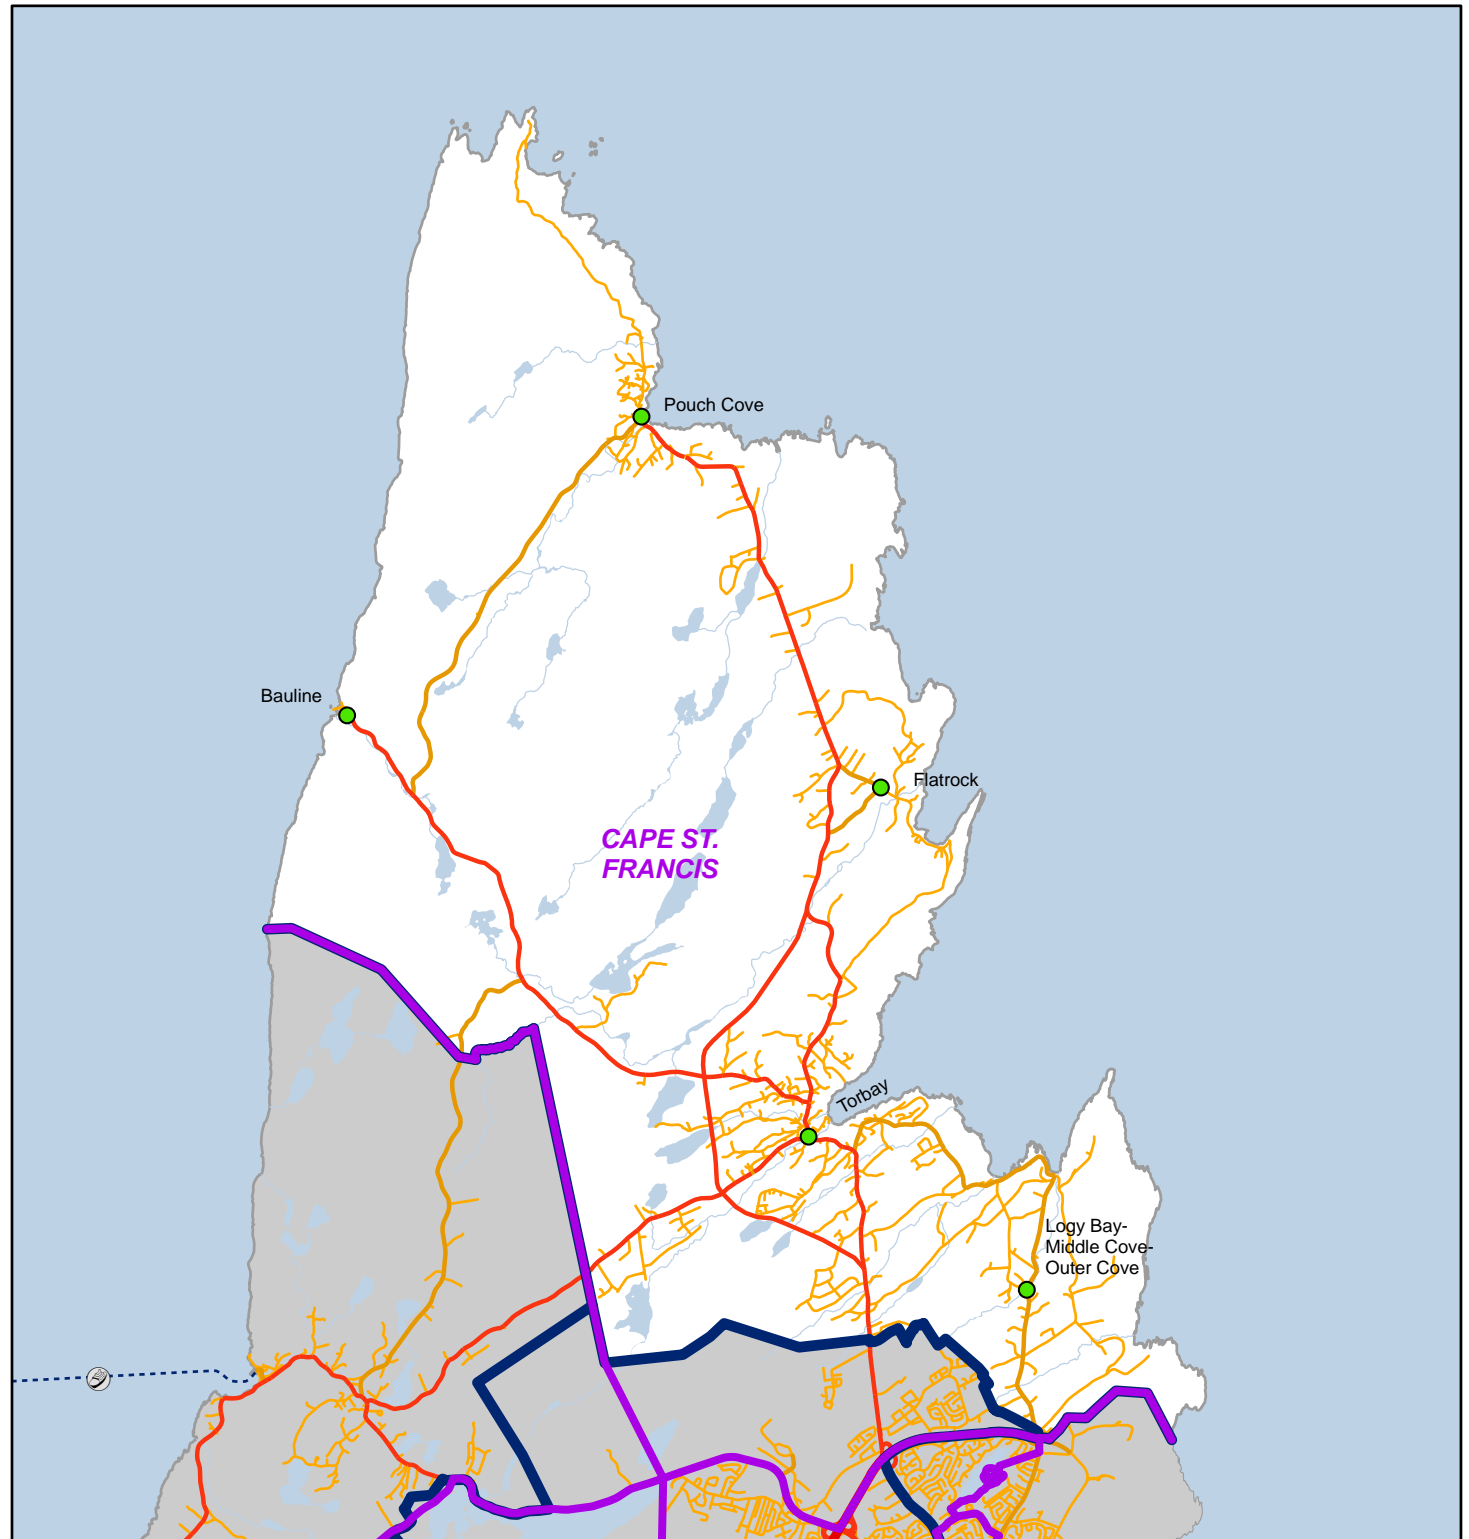 Pouch Cove
Bauline
Flatrock
CAPE ST.
FRANCIS
Torbay
Logy Bay-
Middle Cove-
Outer Cove